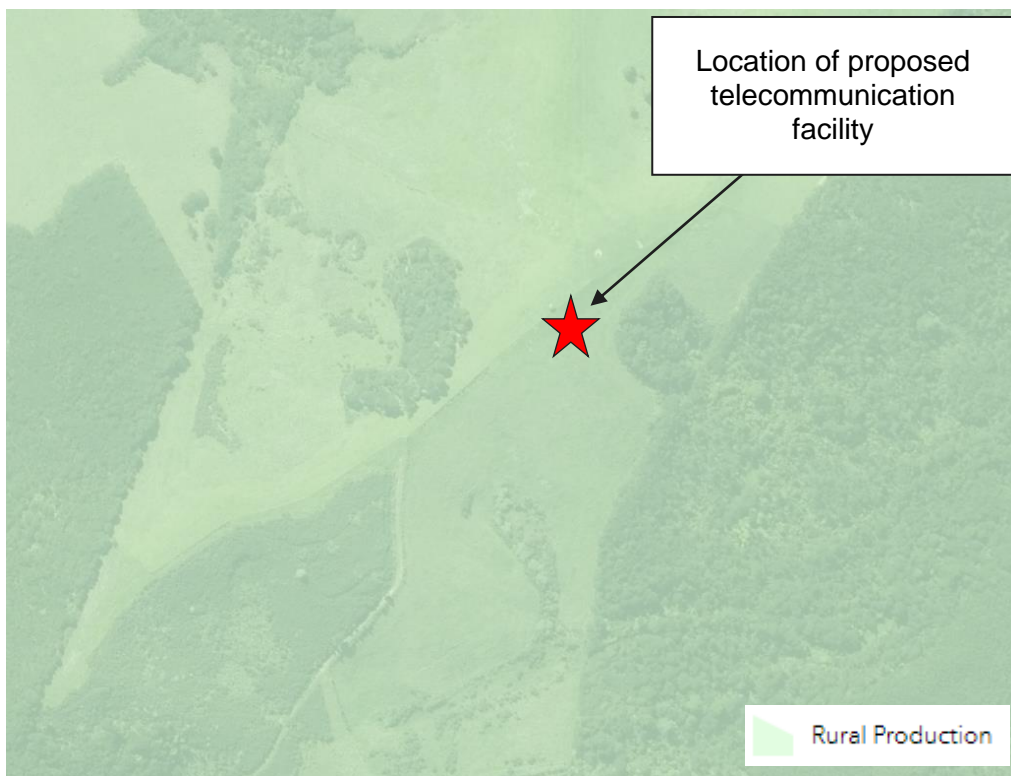 Location of proposed
telecommunication
facility
Rural Production